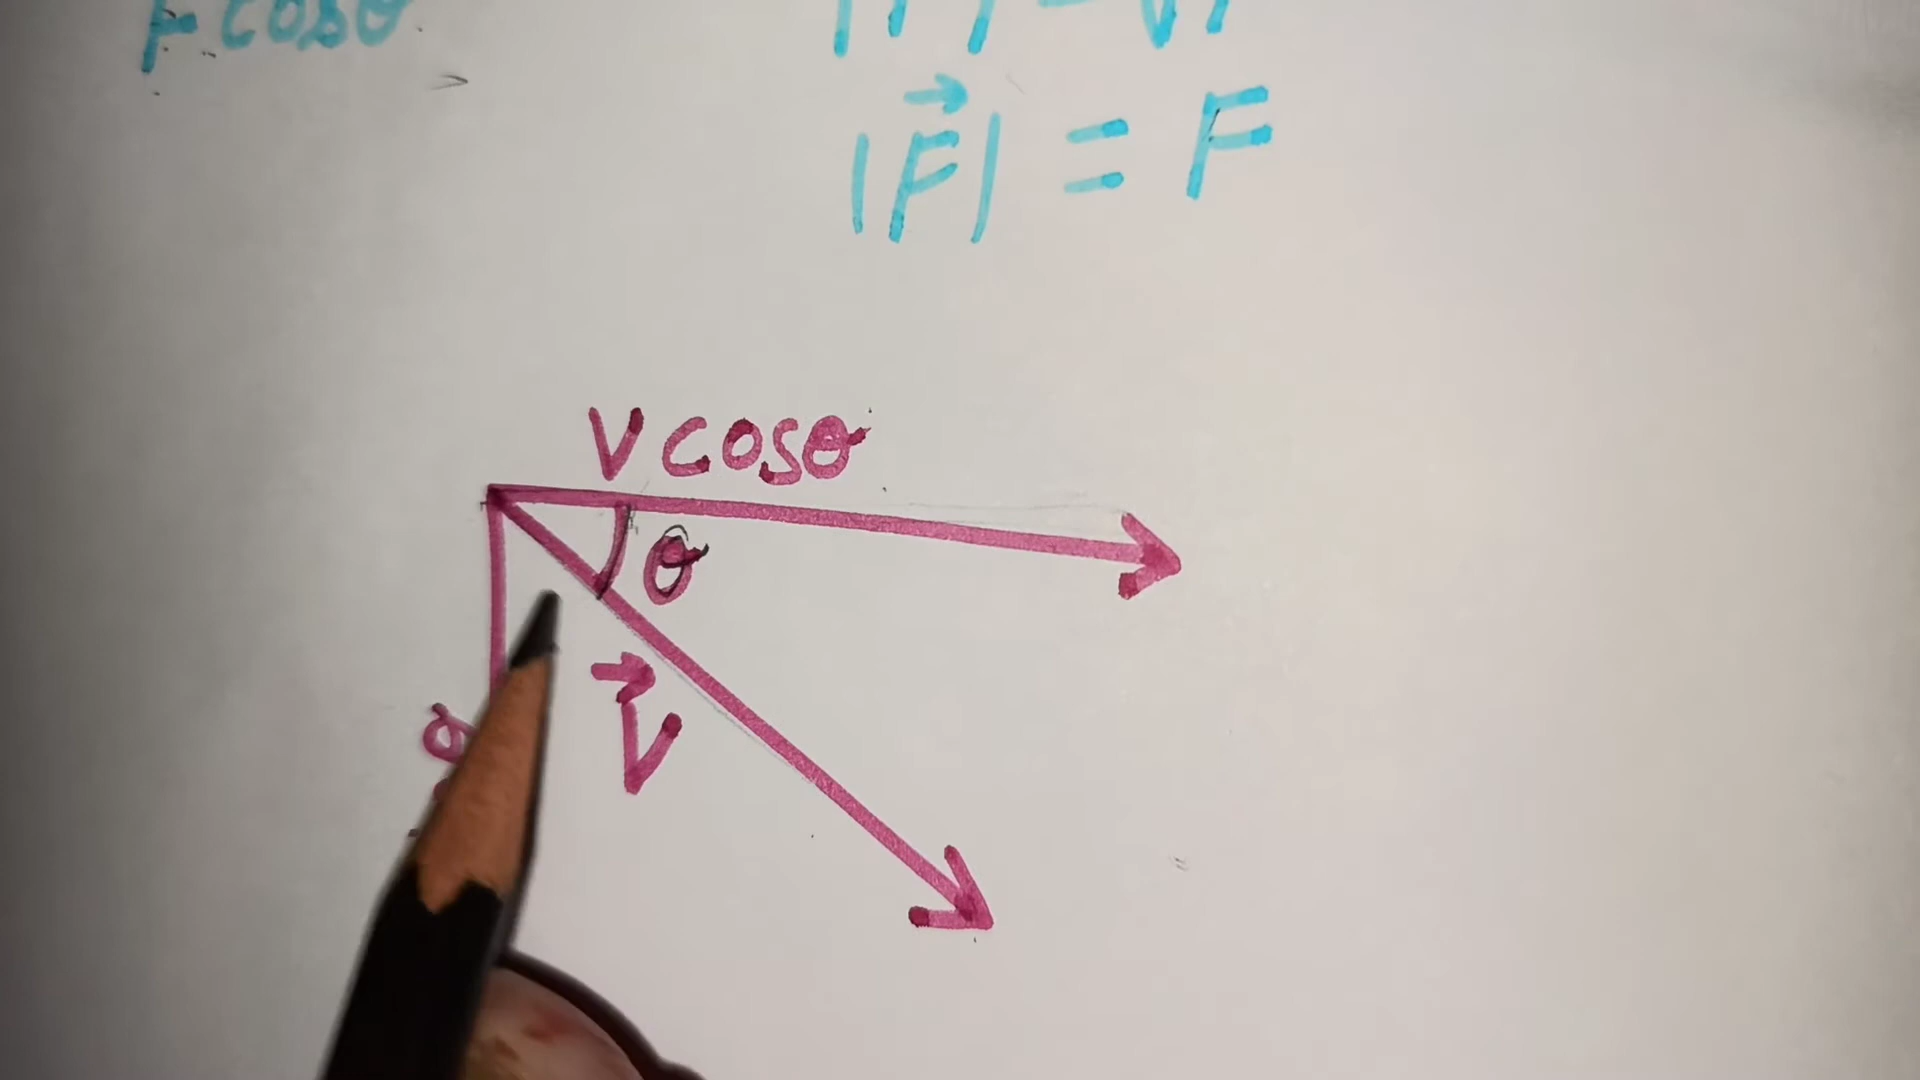 F cosθ
|F⃗| = F
V cosθ
θ
V⃗